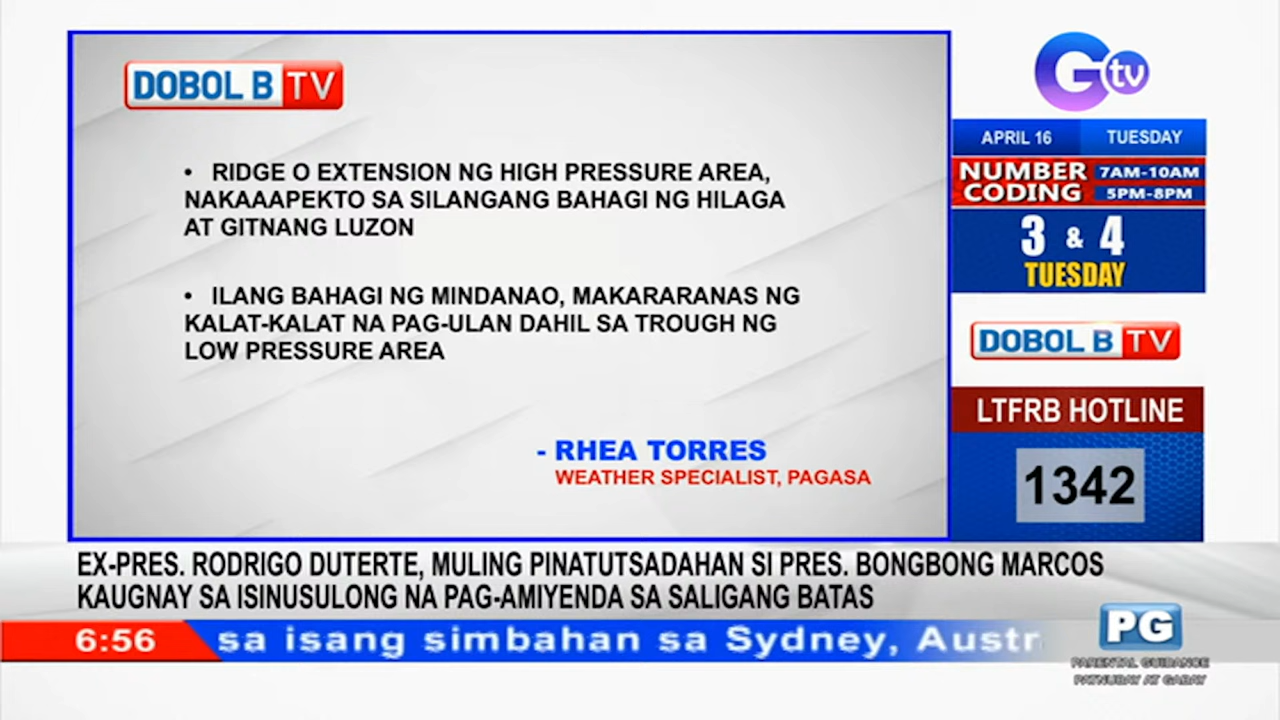 DOBOL B TV
• RIDGE O EXTENSION NG HIGH PRESSURE AREA,
NAKAAAPEKTO SA SILANGANG BAHAGI NG HILAGA
AT GITNANG LUZON
• ILANG BAHAGI NG MINDANAO, MAKARARANAS NG
KALAT-KALAT NA PAG-ULAN DAHIL SA TROUGH NG
LOW PRESSURE AREA
- RHEA TORRES
WEATHER SPECIALIST, PAGASA
G tv
APRIL 16 TUESDAY
NUMBER CODING 7AM-10AM 5PM-8PM
3 & 4
TUESDAY
DOBOL B TV
LTFRB HOTLINE
1342
EX-PRES. RODRIGO DUTERTE, MULING PINATUTSADAHAN SI PRES. BONGBONG MARCOS
KAUGNAY SA ISINUSULONG NA PAG-AMIYENDA SA SALIGANG BATAS
6:56 sa isang simbahan sa Sydney, Austr
PG
PARENTAL GUIDANCE
PATNUBAY AT GABAY